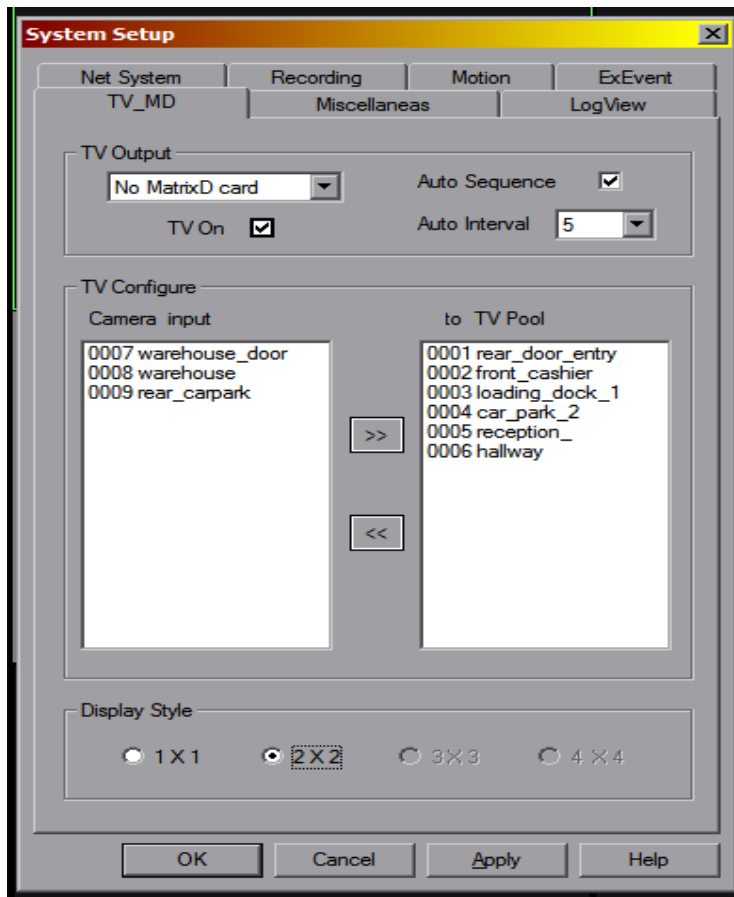 System Setup
Net System Recording Motion ExEvent
TV_MD Miscellaneas LogView
TV Output
No MatrixD card Auto Sequence
TV On Auto Interval 5
TV Configure
Camera input to TV Pool
0007 warehouse_door
0008 warehouse
0009 rear_carpark
0001 rear_door_entry
0002 front_cashier
0003 loading_dock_1
0004 car_park_2
0005 reception_
0006 hallway
>>
<<
Display Style
1 X 1 2 X 2 3 X 3 4 X 4
OK Cancel Apply Help